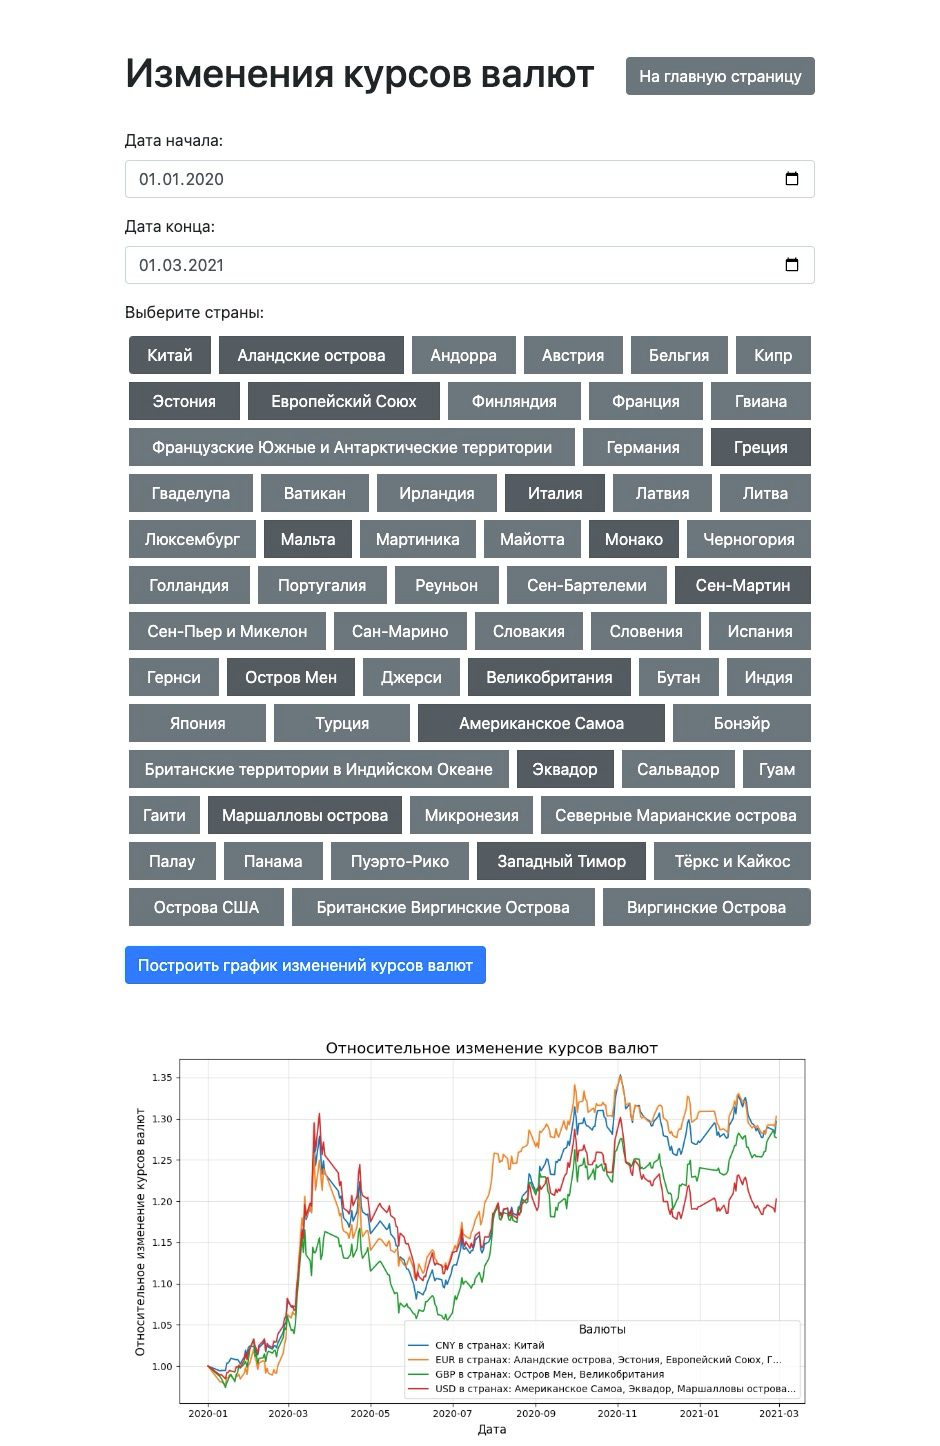 Изменения курсов валют
На главную страницу
Дата начала:
01.01.2020
Дата конца:
01.03.2021
Выберите страны:
Китай Аландские острова Андорра Австрия Бельгия Кипр
Эстония Европейский Союх Финляндия Франция Гвиана
Французские Южные и Антарктические территории Германия Греция
Гваделупа Ватикан Ирландия Италия Латвия Литва
Люксембург Мальта Мартиника Майотта Монако Черногория
Голландия Португалия Реуньон Сен-Бартелеми Сен-Мартин
Сен-Пьер и Микелон Сан-Марино Словакия Словения Испания
Гернси Остров Мен Джерси Великобритания Бутан Индия
Япония Турция Американское Самоа Бонэйр
Британские территории в Индийском Океане Эквадор Сальвадор Гуам
Гаити Маршалловы острова Микронезия Северные Марианские острова
Палау Панама Пуэрто-Рико Западный Тимор Тёркс и Кайкос
Острова США Британские Виргинские Острова Виргинские Острова
Построить график изменений курсов валют
Относительное изменение курсов валют
Относительное изменение курсов валют
1.35
1.30
1.25
1.20
1.15
1.10
1.05
1.00
Валюты
CNY в странах: Китай
EUR в странах: Аландские острова, Эстония, Европейский Союх, Г...
GBP в странах: Остров Мен, Великобритания
USD в странах: Американское Самоа, Эквадор, Маршалловы острова...
2020-01 2020-03 2020-05 2020-07 2020-09 2020-11 2021-01 2021-03
Дата